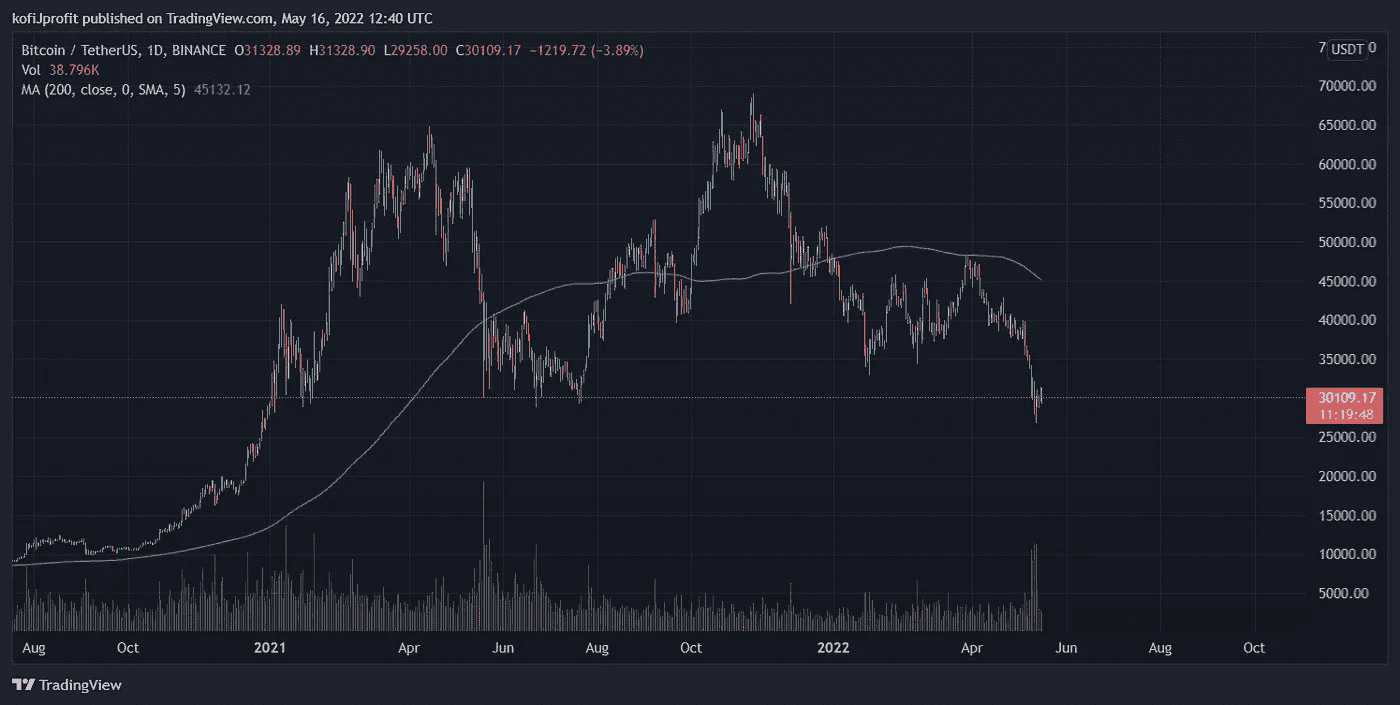 kofiJprofit published on TradingView.com, May 16, 2022 12:40 UTC
Bitcoin / TetherUS, 1D, BINANCE O31328.89 H31328.90 L29258.00 C30109.17 −1219.72 (−3.89%)
Vol 38.796K
MA (200, close, 0, SMA, 5) 45132.12
USDT
70000.00
65000.00
60000.00
55000.00
50000.00
45000.00
40000.00
35000.00
30109.17
11:19:48
25000.00
20000.00
15000.00
10000.00
5000.00
Aug Oct 2021 Apr Jun Aug Oct 2022 Apr Jun Aug Oct
TradingView